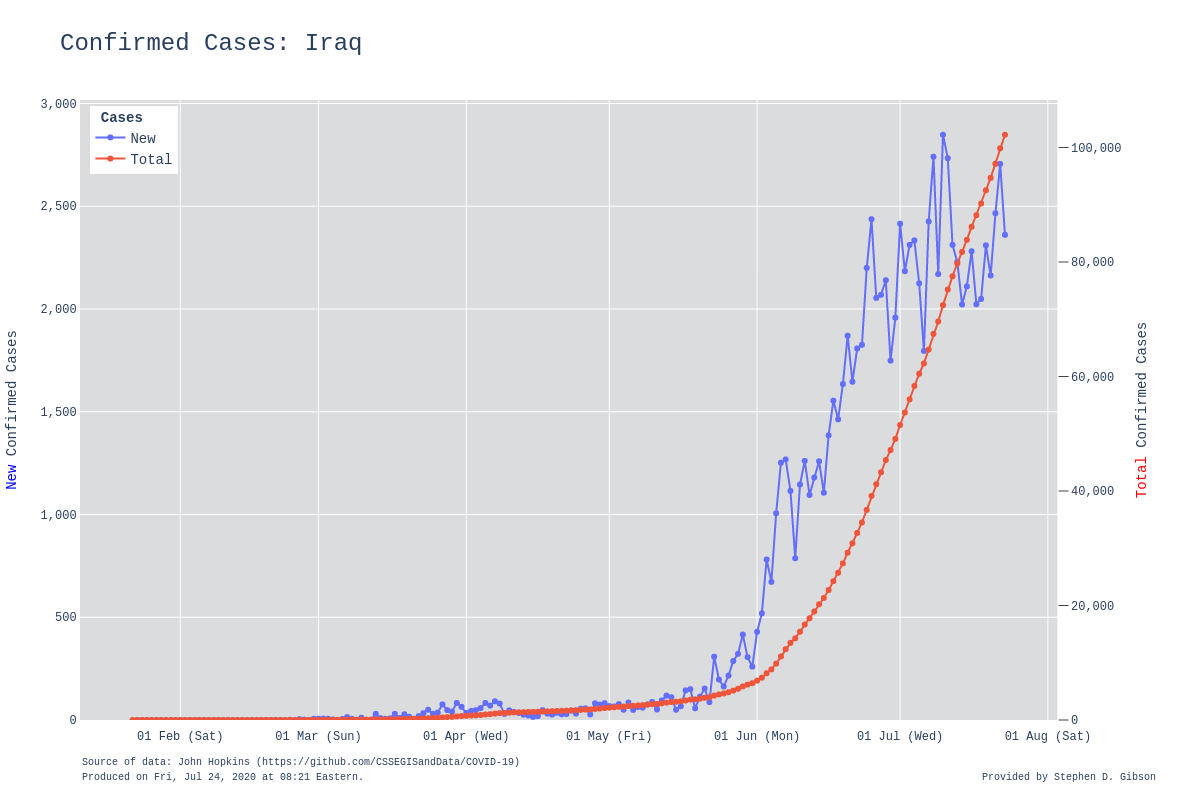 Confirmed Cases: Iraq
Cases
New
Total
3,000
2,500
2,000
1,500
1,000
500
0
New Confirmed Cases
100,000
80,000
60,000
40,000
20,000
0
Total Confirmed Cases
01 Feb (Sat)
01 Mar (Sun)
01 Apr (Wed)
01 May (Fri)
01 Jun (Mon)
01 Jul (Wed)
01 Aug (Sat)
Source of data: John Hopkins (https://github.com/CSSEGISandData/COVID-19)
Produced on Fri, Jul 24, 2020 at 08:21 Eastern.
Provided by Stephen D. Gibson